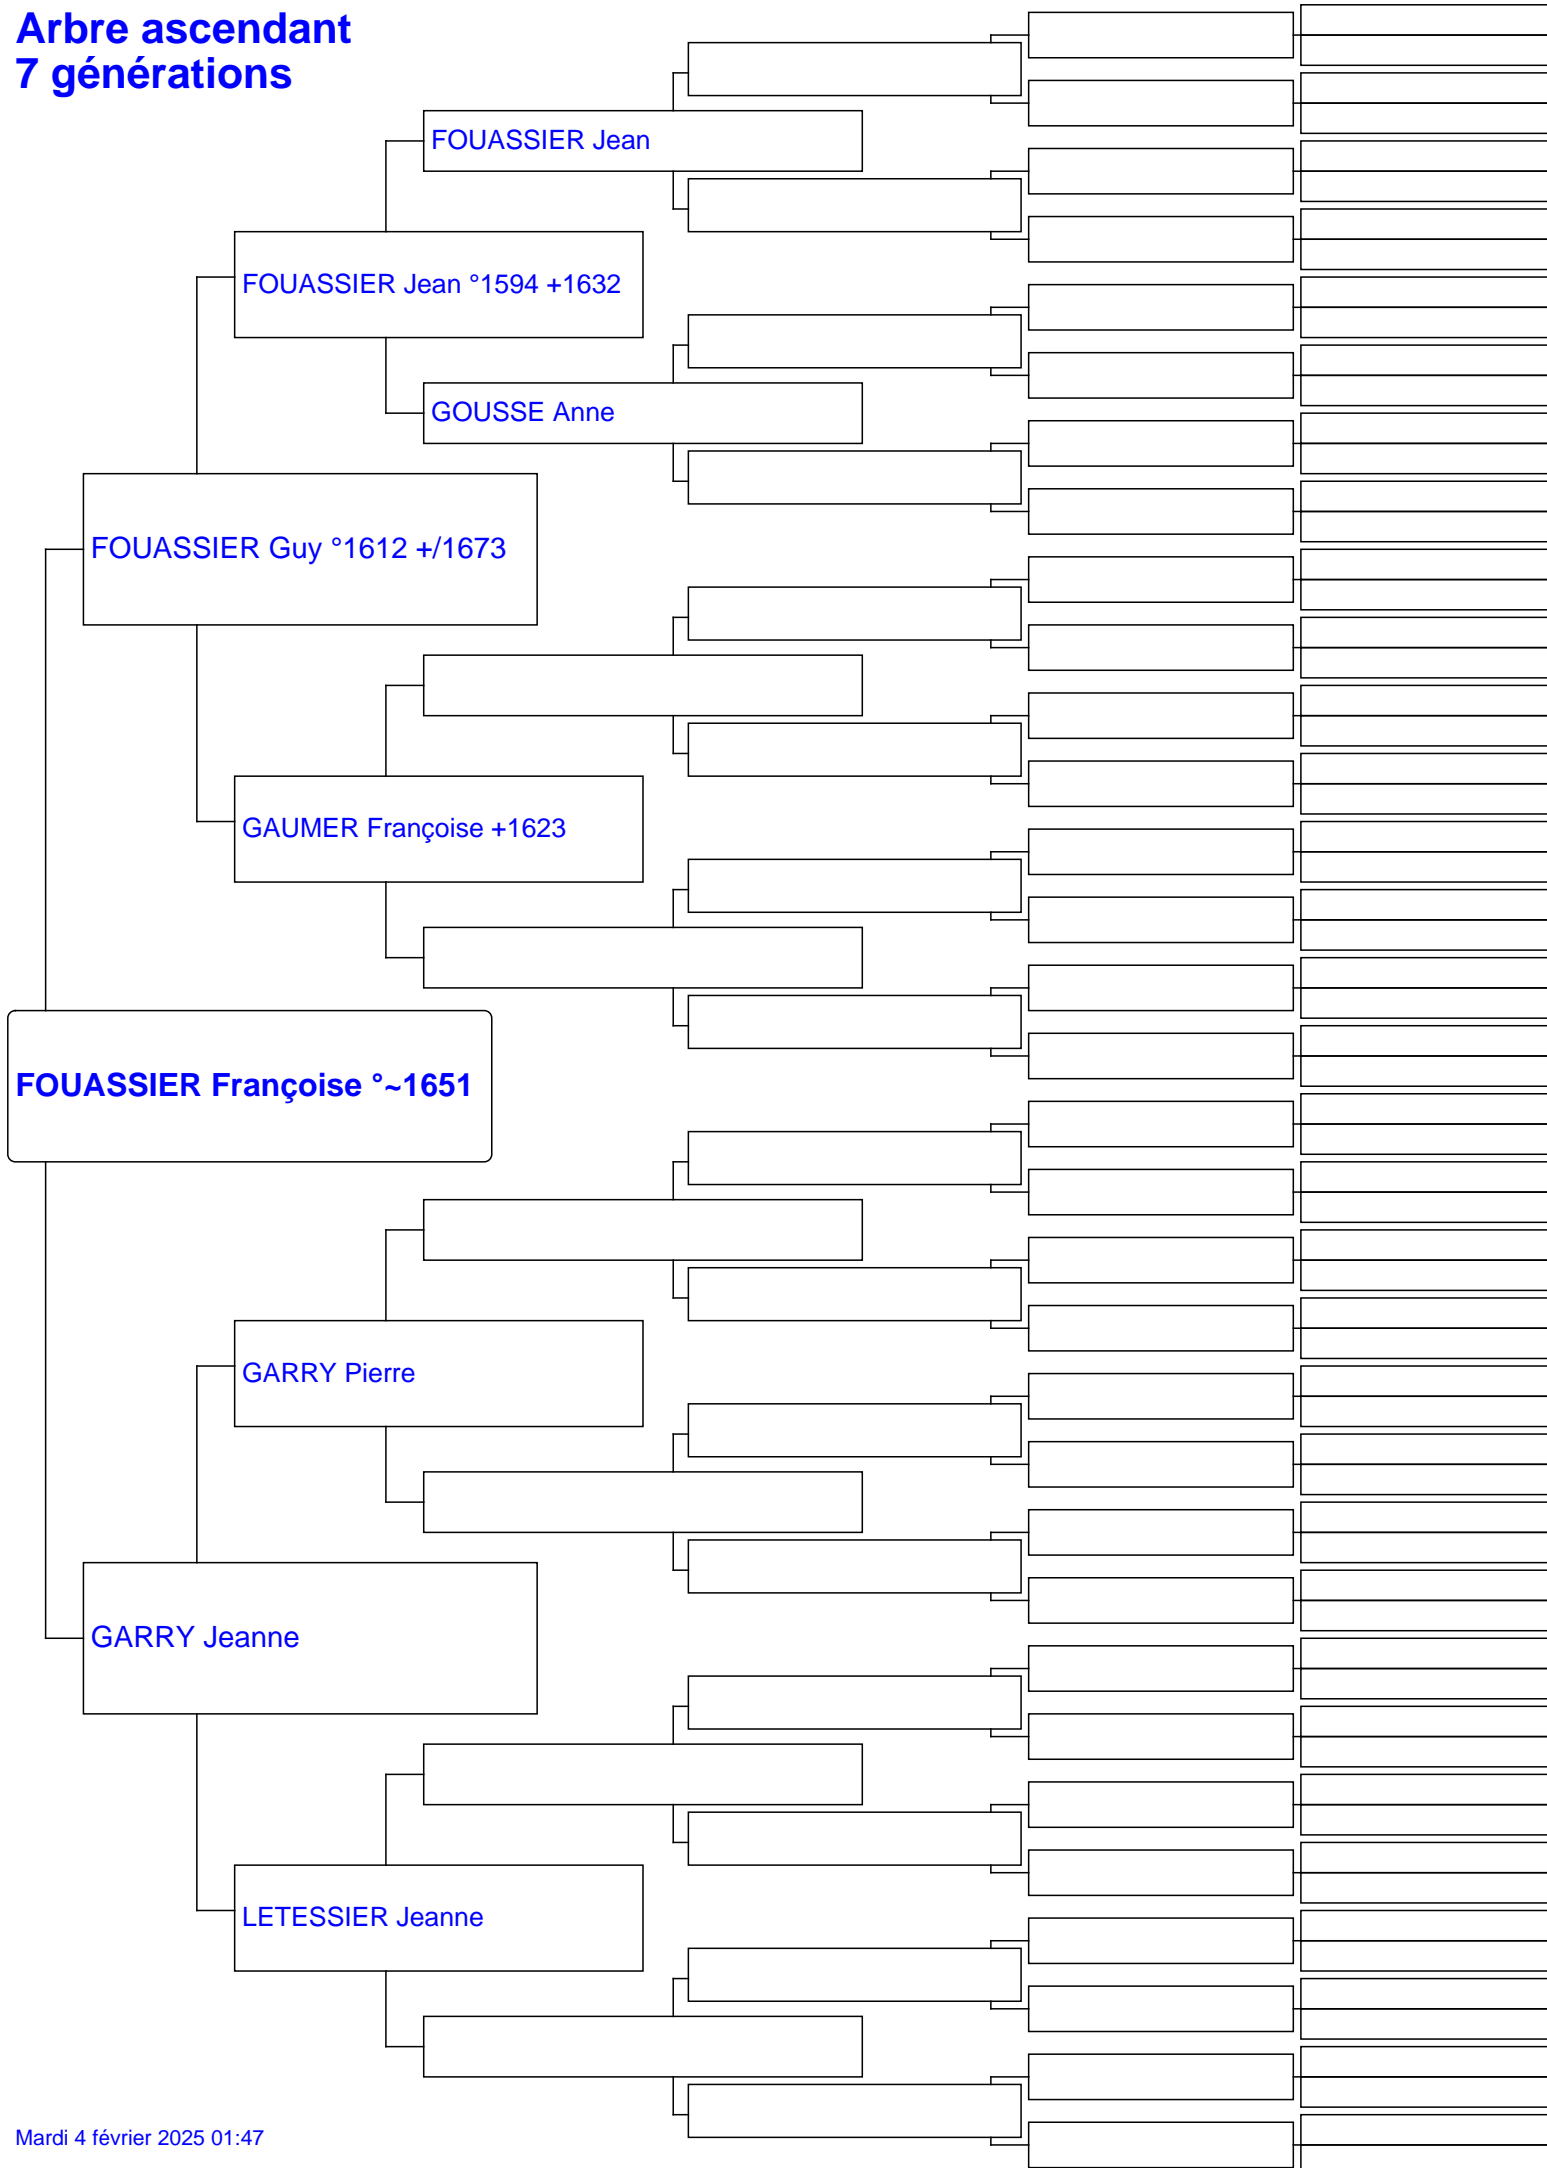 Arbre ascendant
7 générations
FOUASSIER Jean
FOUASSIER Jean °1594 +1632
GOUSSE Anne
FOUASSIER Guy °1612 +/1673
GAUMER Françoise +1623
FOUASSIER Françoise °~1651
GARRY Pierre
GARRY Jeanne
LETESSIER Jeanne
Mardi 4 février 2025 01:47